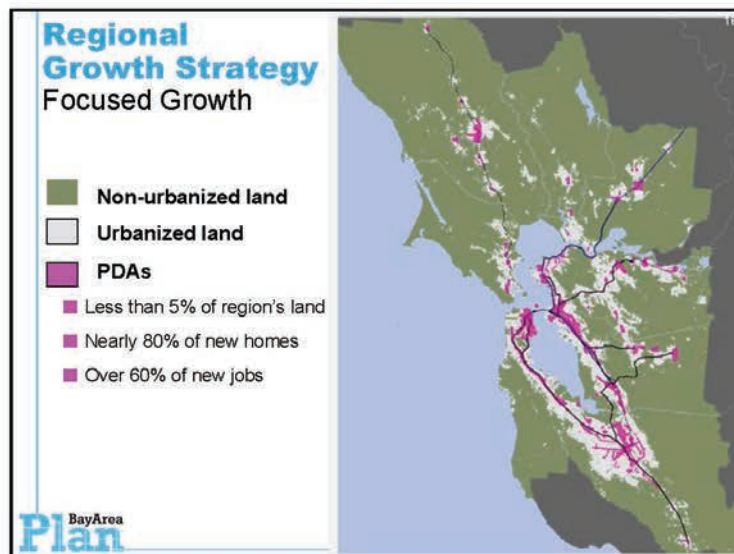 Regional
Growth Strategy
Focused Growth
Non-urbanized land
Urbanized land
PDAs
Less than 5% of region's land
Nearly 80% of new homes
Over 60% of new jobs
BayArea
Plan